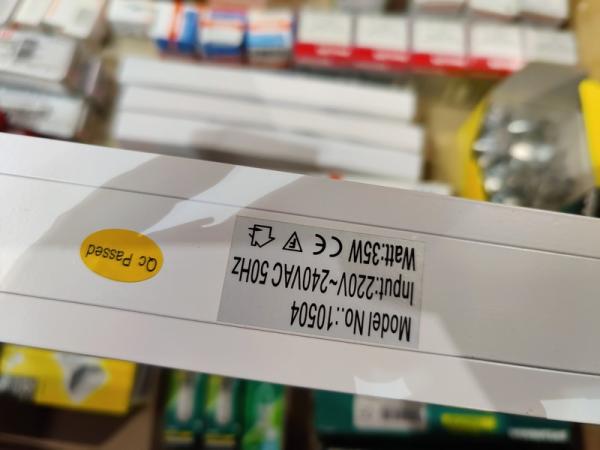 Model No.:10504
Input:220V~240VAC 50Hz
Watt:35W CE F
Qc Passed